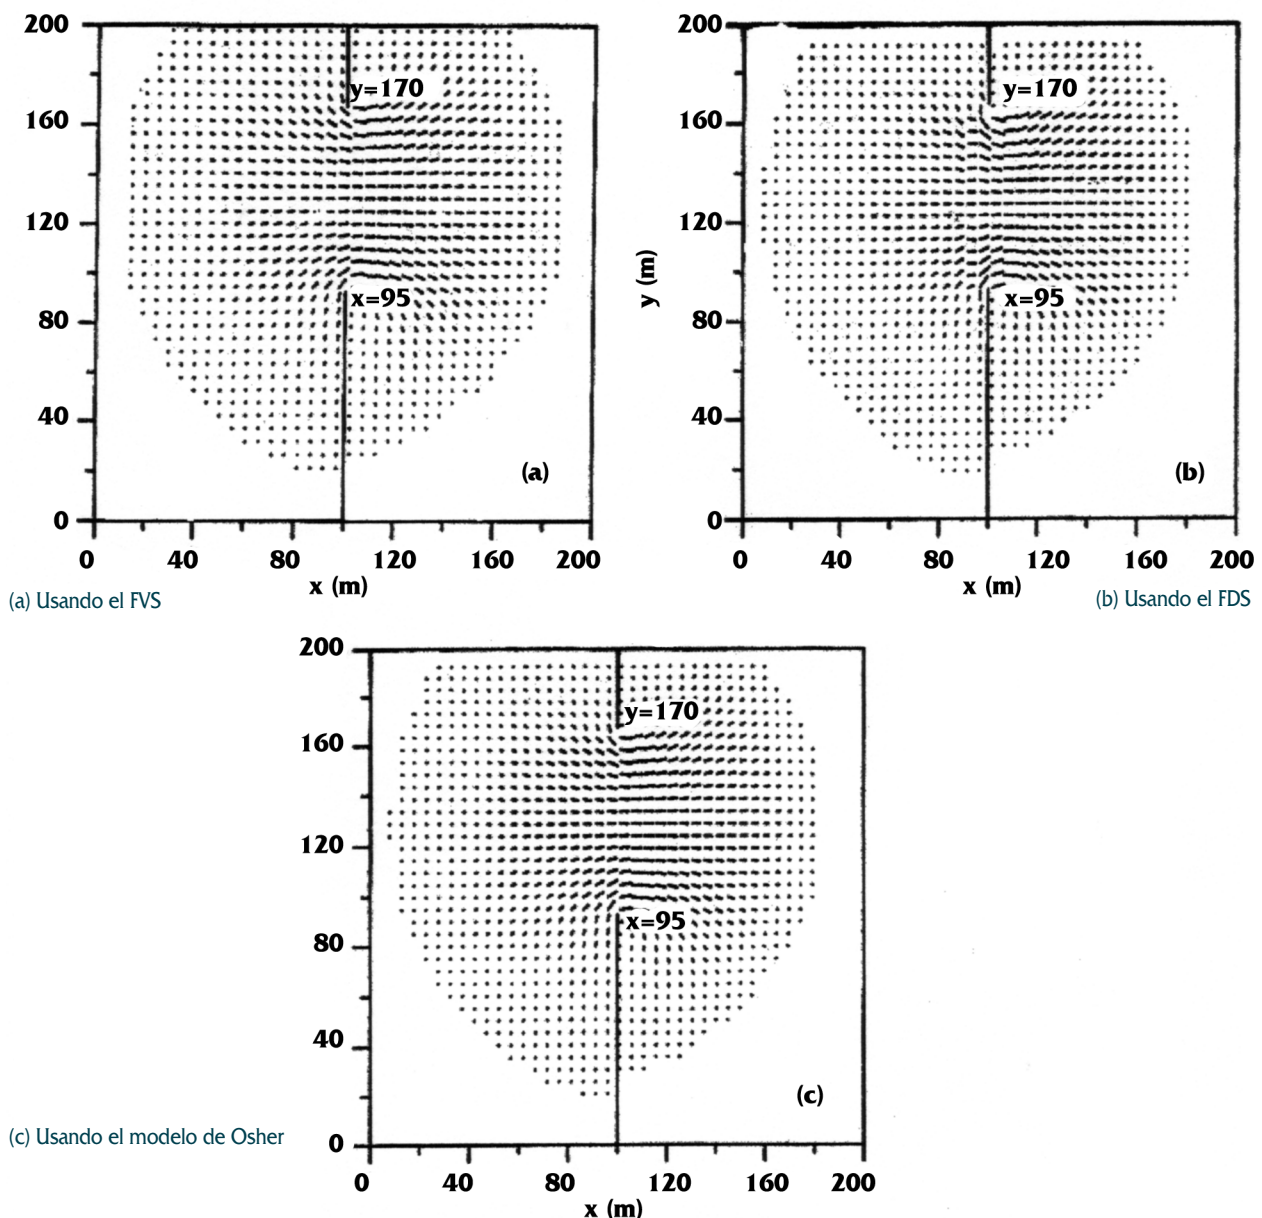 200
160
120
80
40
0
y=170
x=95
(a)
0 40 80 120 160 200
x (m)
(a) Usando el FVS
200
160
120
80
40
0
y (m)
y=170
x=95
(b)
0 40 80 120 160 200
x (m)
(b) Usando el FDS
200
160
120
80
40
0
y=170
x=95
(c)
0 40 80 120 160 200
x (m)
(c) Usando el modelo de Osher